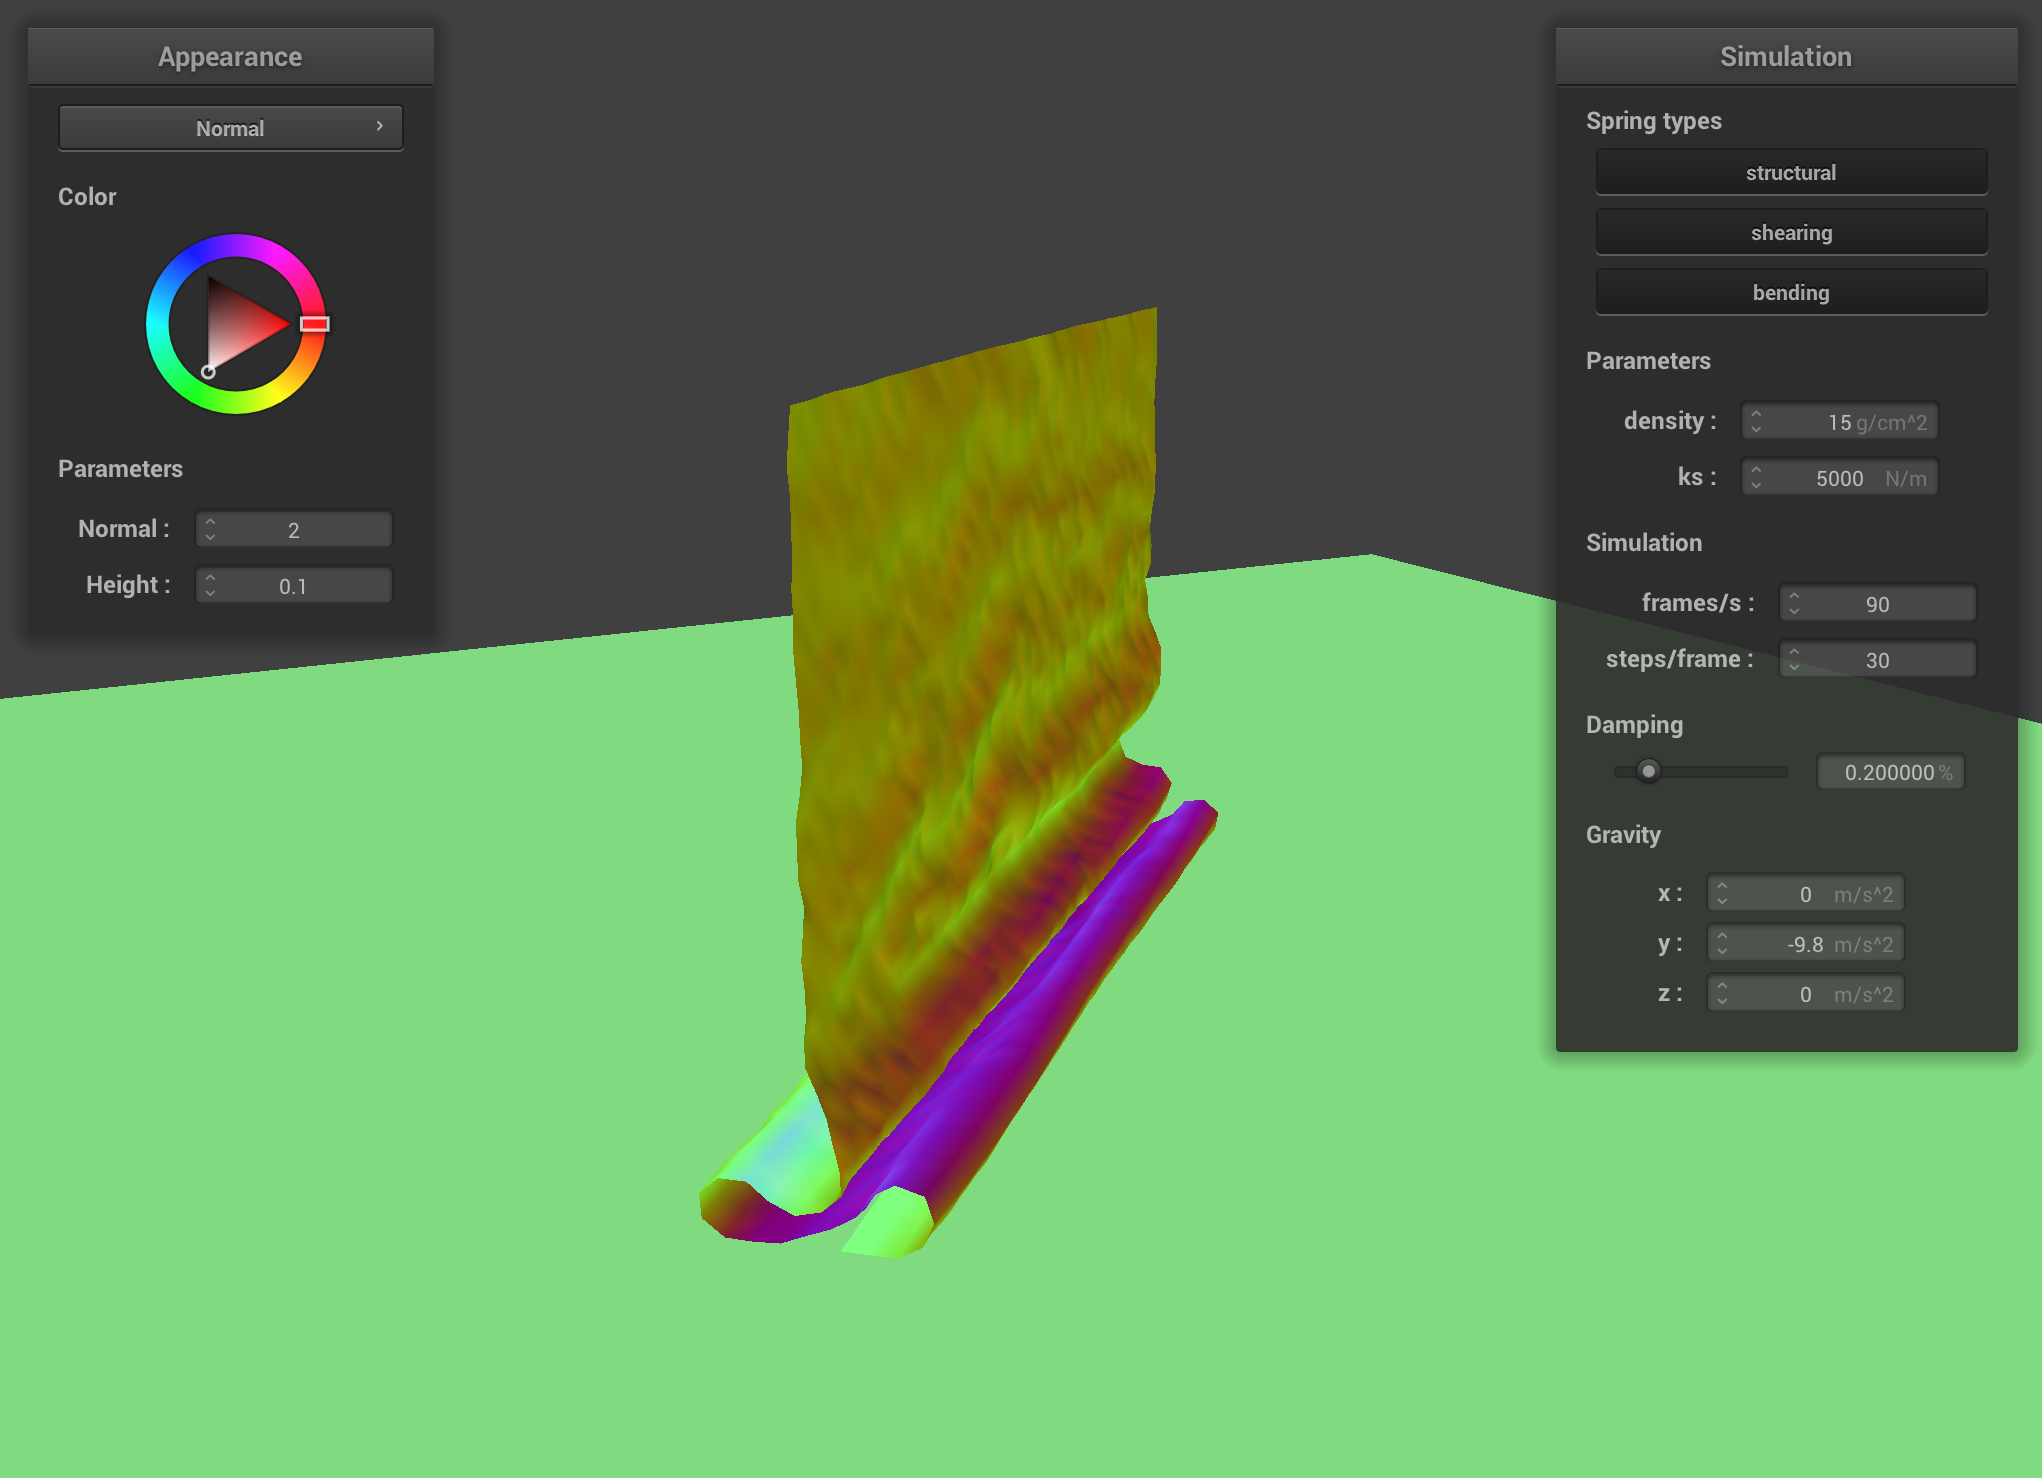 Appearance
Normal
Color
Parameters
Normal : 2
Height : 0.1
Simulation
Spring types
structural
shearing
bending
Parameters
density : 15 g/cm^2
ks : 5000 N/m
Simulation
frames/s : 90
steps/frame : 30
Damping
0.200000 %
Gravity
x : 0 m/s^2
y : -9.8 m/s^2
z : 0 m/s^2